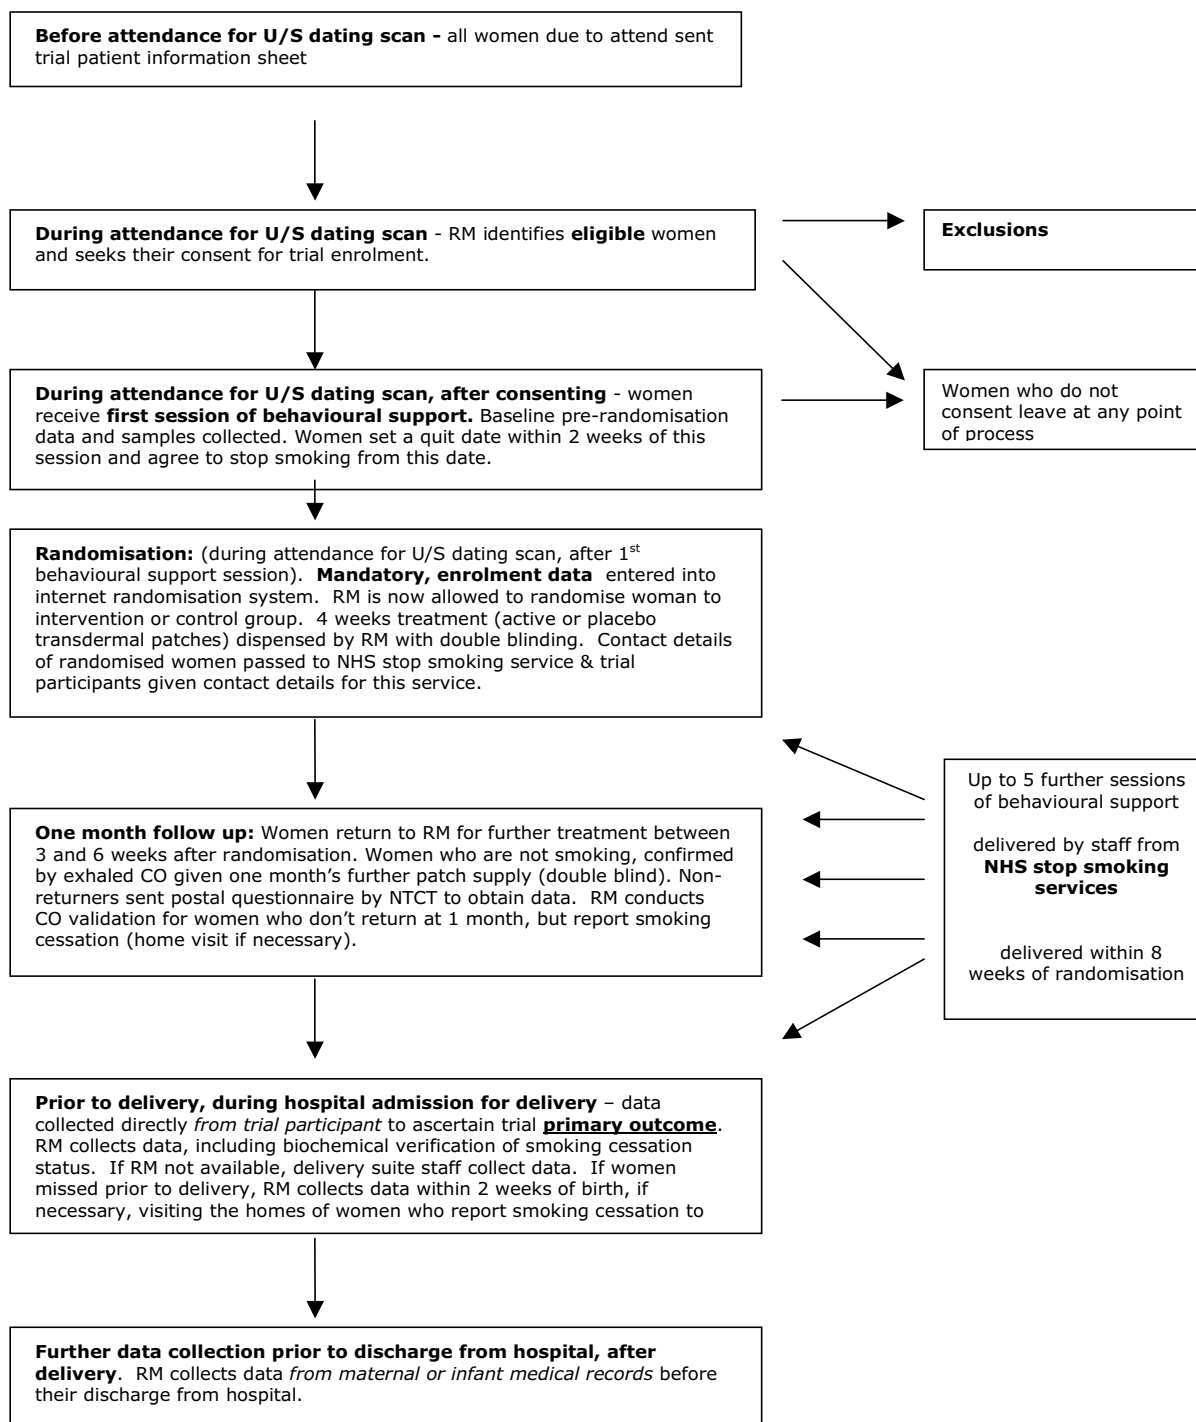 Before attendance for U/S dating scan - all women due to attend sent
trial patient information sheet
During attendance for U/S dating scan - RM identifies eligible women
and seeks their consent for trial enrolment.
Exclusions
During attendance for U/S dating scan, after consenting - women
receive first session of behavioural support. Baseline pre-randomisation
data and samples collected. Women set a quit date within 2 weeks of this
session and agree to stop smoking from this date.
Women who do not
consent leave at any point
of process
Randomisation: (during attendance for U/S dating scan, after 1st
behavioural support session). Mandatory, enrolment data entered into
internet randomisation system. RM is now allowed to randomise woman to
intervention or control group. 4 weeks treatment (active or placebo
transdermal patches) dispensed by RM with double blinding. Contact details
of randomised women passed to NHS stop smoking service & trial
participants given contact details for this service.
One month follow up: Women return to RM for further treatment between
3 and 6 weeks after randomisation. Women who are not smoking, confirmed
by exhaled CO given one month's further patch supply (double blind). Non-
returners sent postal questionnaire by NTCT to obtain data. RM conducts
CO validation for women who don't return at 1 month, but report smoking
cessation (home visit if necessary).
Up to 5 further sessions
of behavioural support
delivered by staff from
NHS stop smoking
services
delivered within 8
weeks of randomisation
Prior to delivery, during hospital admission for delivery – data
collected directly from trial participant to ascertain trial primary outcome.
RM collects data, including biochemical verification of smoking cessation
status. If RM not available, delivery suite staff collect data. If women
missed prior to delivery, RM collects data within 2 weeks of birth, if
necessary, visiting the homes of women who report smoking cessation to
Further data collection prior to discharge from hospital, after
delivery. RM collects data from maternal or infant medical records before
their discharge from hospital.